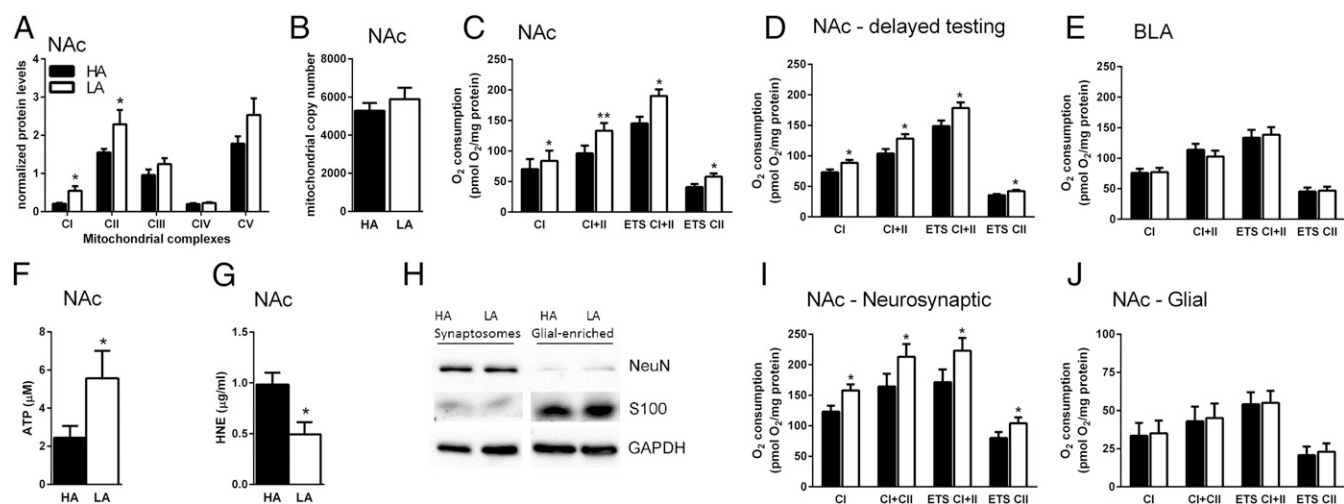 A
NAc
HA
LA
normalized protein levels
4
3
2
1
0
*
*
CI CII CIII CIV CV
Mitochondrial complexes
B
NAc
mitochondrial copy number
8000
6000
4000
2000
0
HA LA
C
NAc
O2 consumption
(pmol O2/mg protein)
250
200
150
100
50
0
*
**
*
*
CI CI+II ETS CI+II ETS CII
D
NAc - delayed testing
O2 consumption
(pmol O2/mg protein)
250
200
150
100
50
0
*
*
*
*
CI CI+II ETS CI+II ETS CII
E
BLA
O2 consumption
(pmol O2/mg protein)
250
200
150
100
50
0
CI CI+II ETS CI+II ETS CII
F
NAc
ATP (µM)
8
6
4
2
0
*
HA LA
G
NAc
HNE (µg/ml)
1.5
1.0
0.5
0.0
*
HA LA
H
HA LA HA LA
Synaptosomes Glial-enriched
NeuN
S100
GAPDH
I
NAc - Neurosynaptic
O2 consumption
(pmol O2/mg protein)
250
200
150
100
50
0
*
*
*
*
CI CI+CII ETS CI+II ETS CII
J
NAc - Glial
O2 consumption
(pmol O2/mg protein)
100
75
50
25
0
CI CI+CII ETS CI+II ETS CII